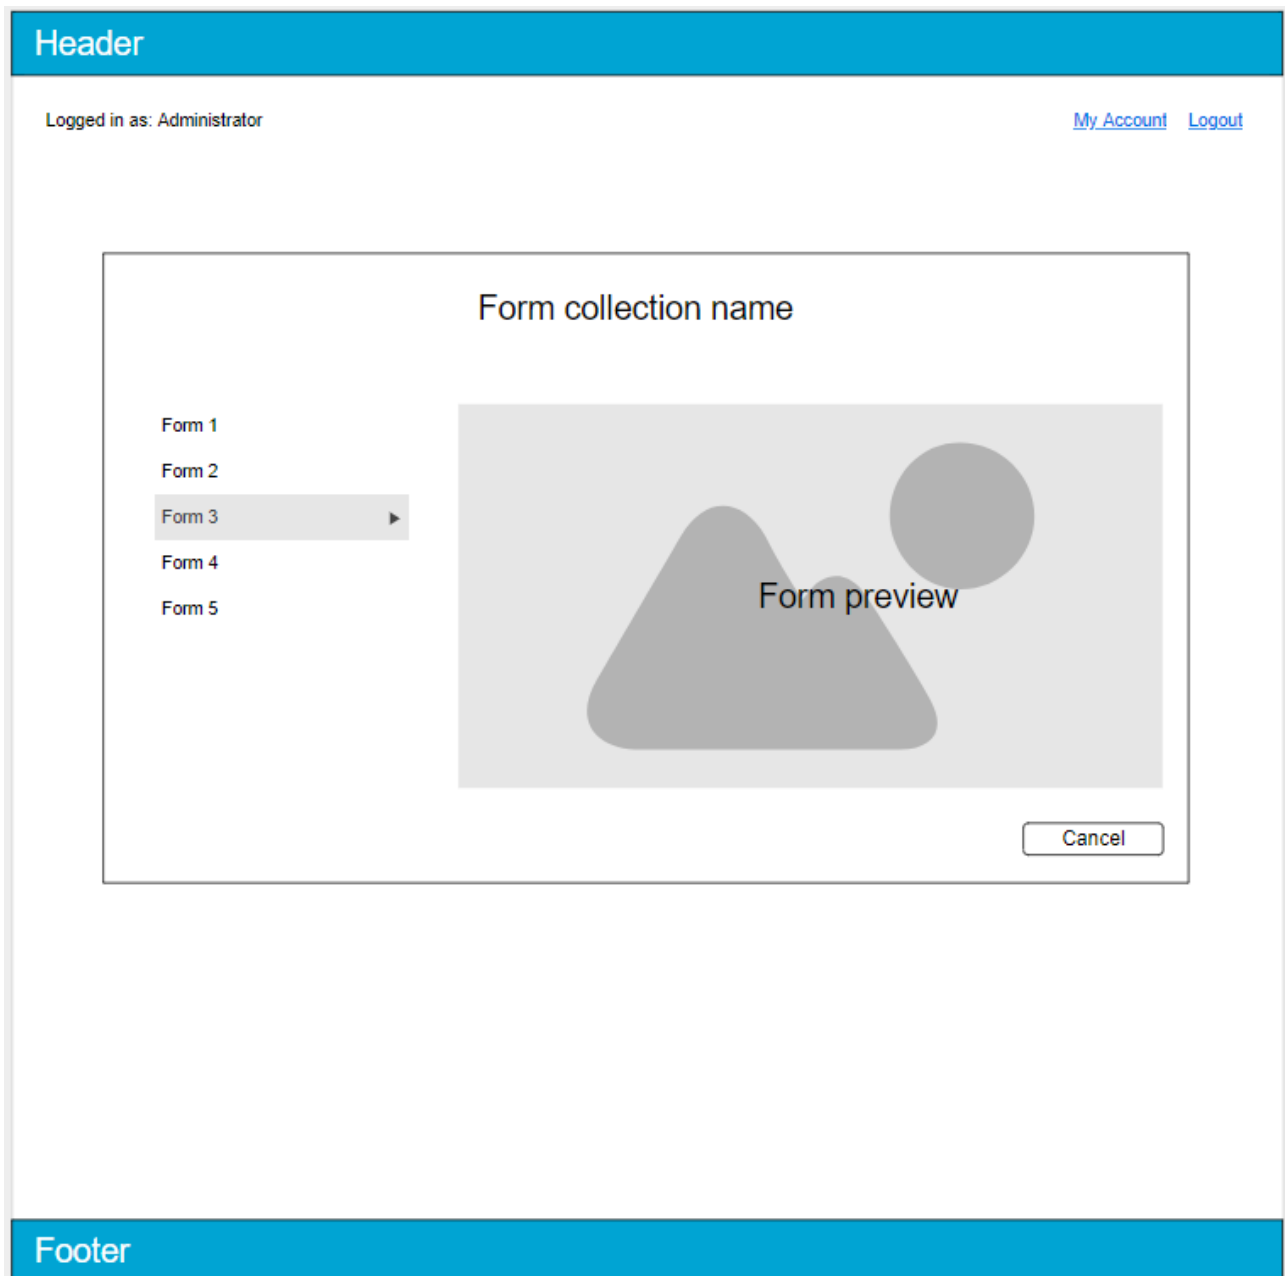 Header
Logged in as: Administrator
My Account Logout
Form collection name
Form 1
Form 2
Form 3
Form 4
Form 5
Form preview
Cancel
Footer